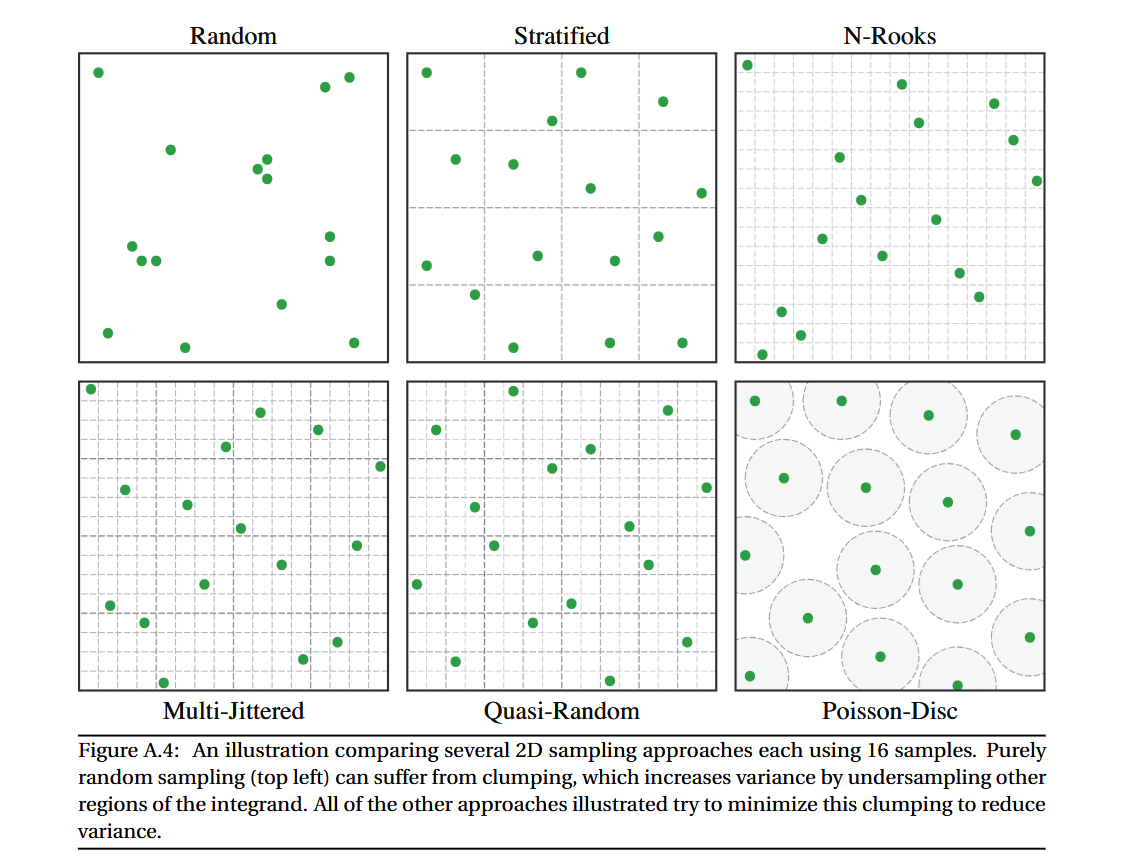 Random
Stratified
N-Rooks
Multi-Jittered
Quasi-Random
Poisson-Disc
Figure A.4: An illustration comparing several 2D sampling approaches each using 16 samples. Purely
random sampling (top left) can suffer from clumping, which increases variance by undersampling other
regions of the integrand. All of the other approaches illustrated try to minimize this clumping to reduce
variance.